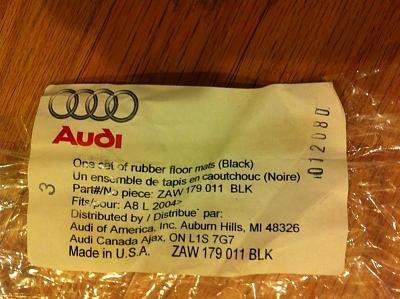 Audi
One set of rubber floor mats (Black)
Un ensemble de tapis en caoutchouc (Noire)
Part#/No piece: ZAW 179 011 BLK
Fits/pour: A8 L 2004>
Distributed by / Distribue' par:
Audi of America, Inc. Auburn Hills, MI 48326
Audi Canada Ajax, ON L1S 7G7
Made in U.S.A. ZAW 179 011 BLK
3
012080